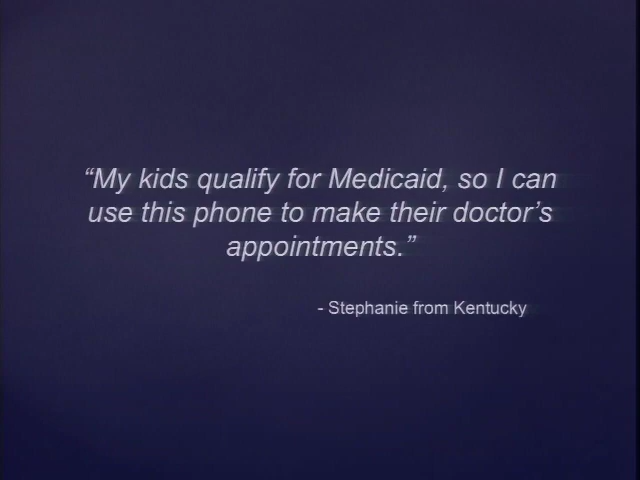 “My kids qualify for Medicaid, so I can
use this phone to make their doctor’s
appointments.”
- Stephanie from Kentucky